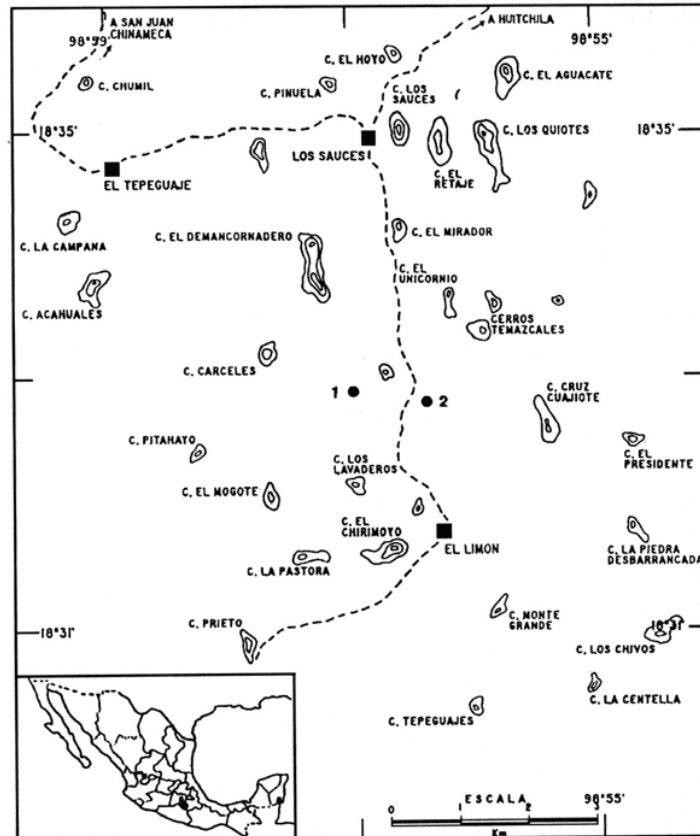 A SAN JUAN
CHINAMECA
98°59'
A HUITCHILA
98°55'
C. EL HOYO
C. EL AGUACATE
C. CHUMIL
C. PINUELA
C. LOS
SAUCES
18°35'
C. LOS QUIOTES
18°35'
LOS SAUCES
C. EL
RETAJE
EL TEPEGUAJE
C. LA CAMPANA
C. EL DEMANCORNADERO
C. EL MIRADOR
C. EL
UNICORNIO
C. ACAHUALES
CERROS
TEMAZCALES
C. CARCELES
1
2
C. CRUZ
CUAJIOTE
C. PITAHAYO
C. EL
PRESIDENTE
C. LOS
LAVADEROS
C. EL MOGOTE
C. EL
CHIRIMOYO
EL LIMON
C. LA PIEDRA
DESBARRANCADA
C. LA PASTORA
C. PRIETO
18°31'
C. MONTE
GRANDE
18°31'
C. LOS CHIVOS
C. LA CENTELLA
C. TEPEGUAJES
ESCALA
98°55'
0 1 2 3
Km